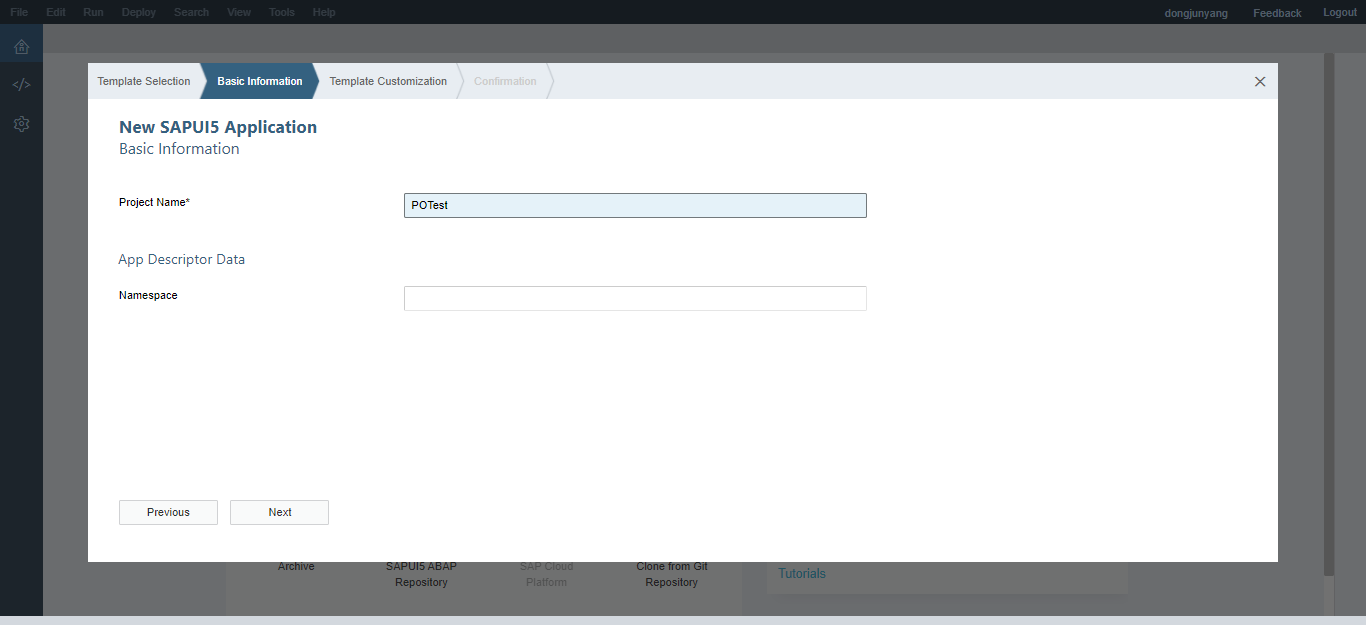 File Edit Run Deploy Search View Tools Help dongjunyang Feedback Logout
Template Selection Basic Information Template Customization Confirmation
New SAPUI5 Application
Basic Information
Project Name* POTest
App Descriptor Data
Namespace
Previous Next
Archive SAPUI5 ABAP SAP Cloud Clone from Git
Repository Platform Repository
Tutorials